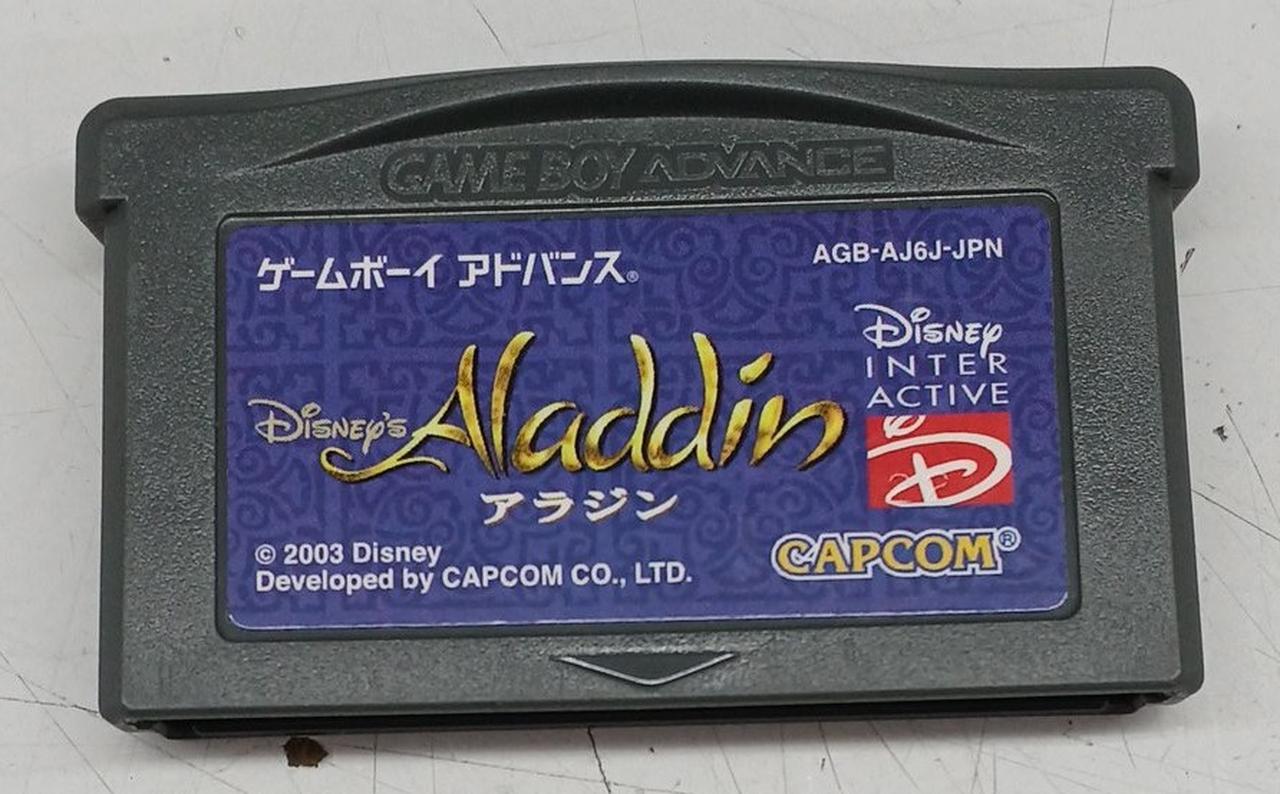 GAME BOY ADVANCE
ゲームボーイ アドバンス®
AGB-AJ6J-JPN
Disney
INTER
ACTIVE
Disney's Aladdin
アラジン
© 2003 Disney
Developed by CAPCOM CO., LTD.
CAPCOM®